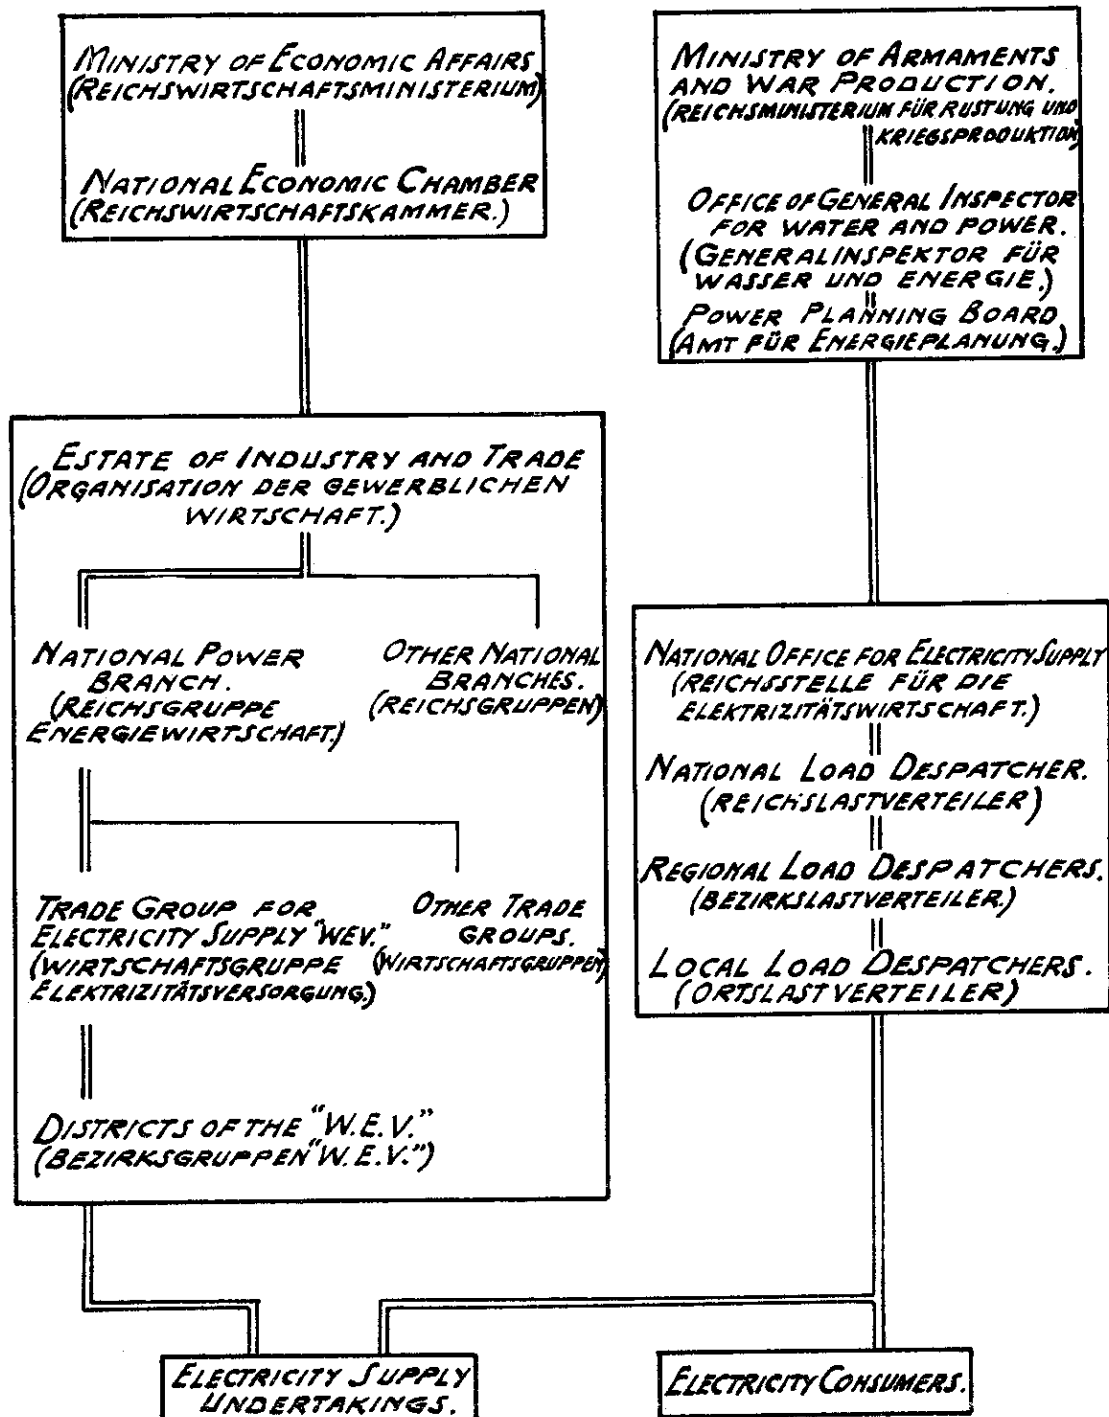 MINISTRY OF ECONOMIC AFFAIRS
(REICHSWIRTSCHAFTSMINISTERIUM)
NATIONAL ECONOMIC CHAMBER
(REICHSWIRTSCHAFTSKAMMER.)
MINISTRY OF ARMAMENTS
AND WAR PRODUCTION.
(REICHSMINISTERIUM FÜR RUSTUNG UND
KRIEGSPRODUKTION)
OFFICE OF GENERAL INSPECTOR
FOR WATER AND POWER.
(GENERALINSPEKTOR FÜR
WASSER UND ENERGIE.)
POWER PLANNING BOARD
(AMT FÜR ENERGIEPLANUNG.)
ESTATE OF INDUSTRY AND TRADE
(ORGANISATION DER GEWERBLICHEN
WIRTSCHAFT.)
NATIONAL POWER
BRANCH.
(REICHSGRUPPE
ENERGIEWIRTSCHAFT.)
OTHER NATIONAL
BRANCHES.
(REICHSGRUPPEN)
TRADE GROUP FOR
ELECTRICITY SUPPLY "WEV."
(WIRTSCHAFTSGRUPPE
ELEKTRIZITÄTSVERSORGUNG.)
OTHER TRADE
GROUPS.
(WIRTSCHAFTSGRUPPEN)
DISTRICTS OF THE "W.E.V."
(BEZIRKSGRUPPEN "W.E.V.")
NATIONAL OFFICE FOR ELECTRICITY SUPPLY
(REICHSSTELLE FÜR DIE
ELEKTRIZITÄTSWIRTSCHAFT.)
NATIONAL LOAD DESPATCHER.
(REICHSLASTVERTEILER)
REGIONAL LOAD DESPATCHERS.
(BEZIRKSLASTVERTEILER.)
LOCAL LOAD DESPATCHERS.
(ORTSLASTVERTEILER)
ELECTRICITY SUPPLY
UNDERTAKINGS.
ELECTRICITY CONSUMERS.